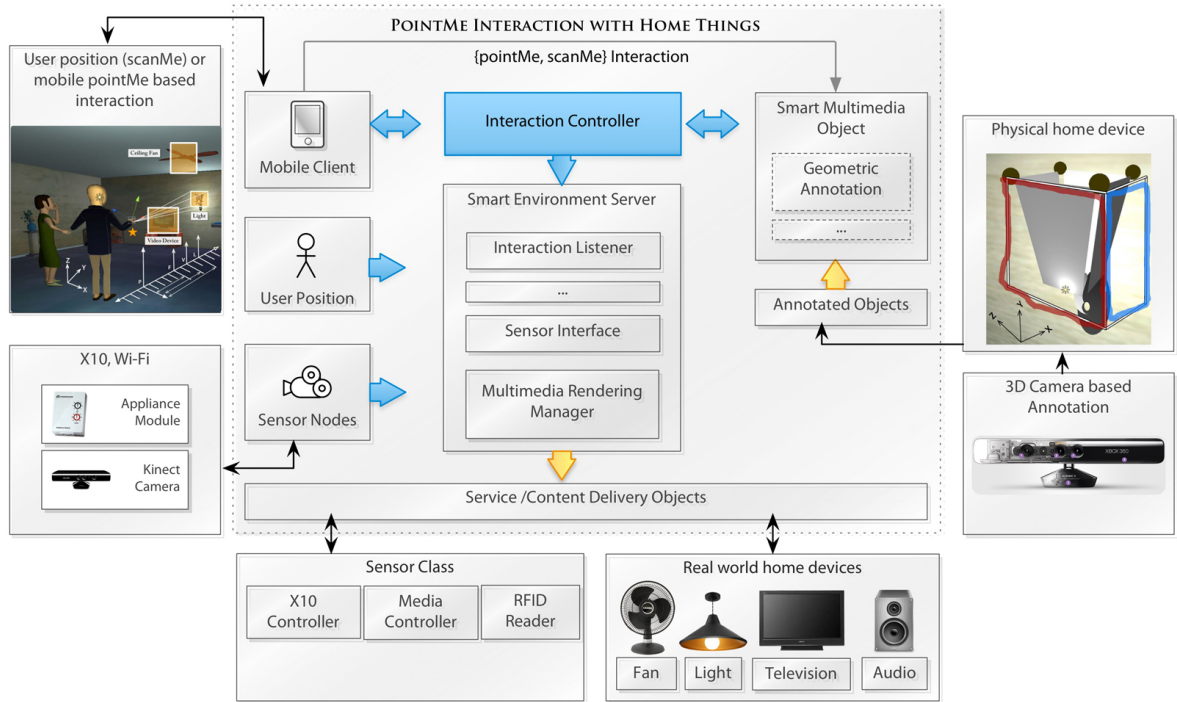 POINTME INTERACTION WITH HOME THINGS
{pointMe, scanMe} Interaction
User position (scanMe) or
mobile pointMe based
interaction
Ceiling Fan
Light
Video Device
Z
Y
X
P
F
V
L
Mobile Client
Interaction Controller
Smart Multimedia
Object
Geometric
Annotation
...
Physical home device
Z
Y
X
User Position
Smart Environment Server
Interaction Listener
...
Sensor Interface
Multimedia Rendering
Manager
Annotated Objects
X10, Wi-Fi
Appliance
Module
Kinect
Camera
Sensor Nodes
3D Camera based
Annotation
XBOX 360
Service /Content Delivery Objects
Sensor Class
X10
Controller
Media
Controller
RFID
Reader
Real world home devices
Fan
Light
Television
Audio